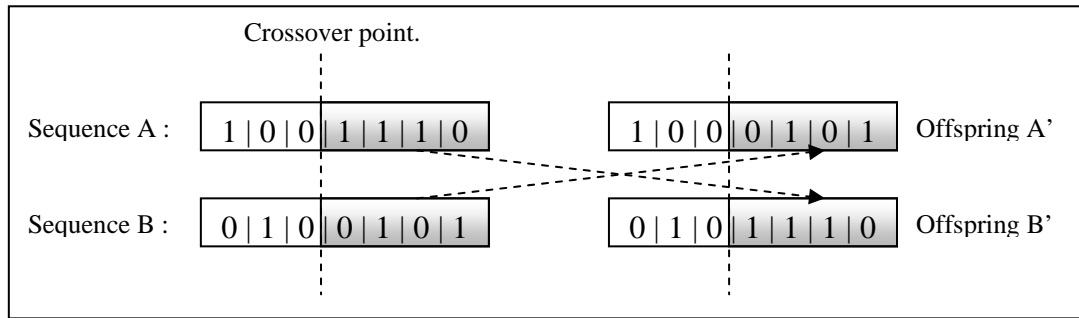 Crossover point.
Sequence A : 1 | 0 | 0 | 1 | 1 | 1 | 0 1 | 0 | 0 | 0 | 1 | 0 | 1 Offspring A’
Sequence B : 0 | 1 | 0 | 0 | 1 | 0 | 1 0 | 1 | 0 | 1 | 1 | 1 | 0 Offspring B’